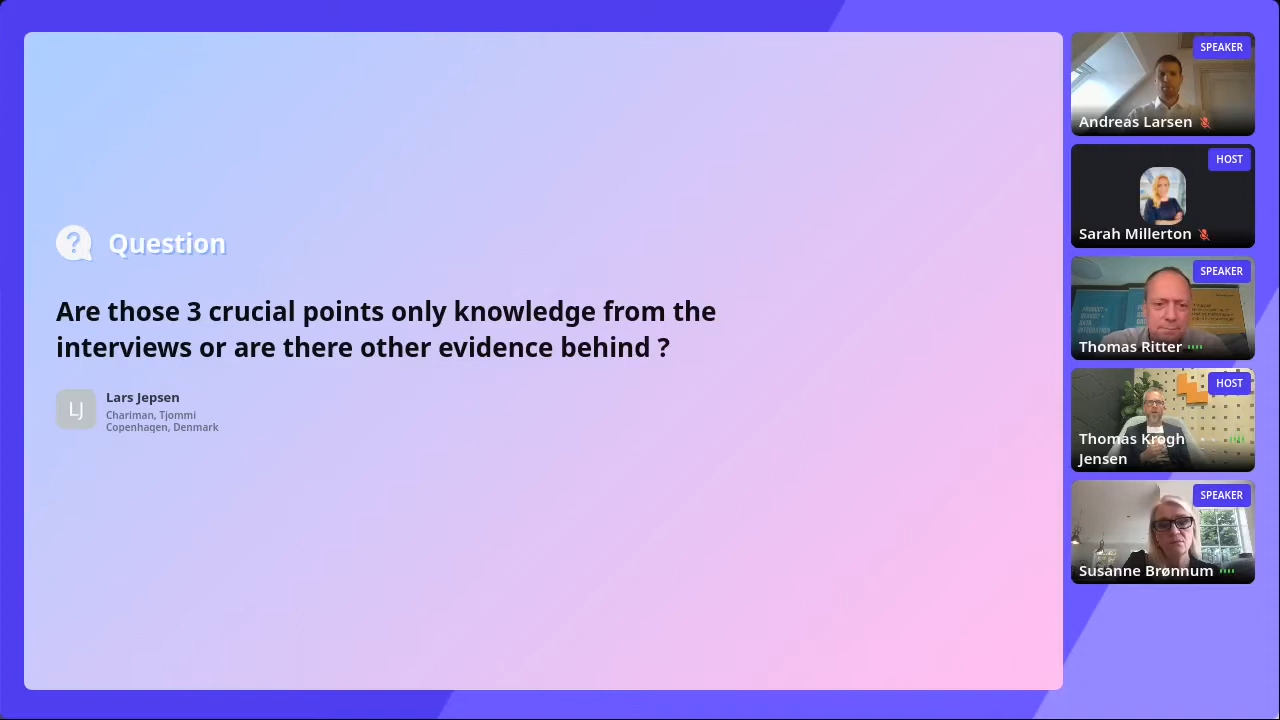 Question
Are those 3 crucial points only knowledge from the
interviews or are there other evidence behind ?
LJ
Lars Jepsen
Chariman, Tjommi
Copenhagen, Denmark
SPEAKER
Andreas Larsen
HOST
Sarah Millerton
SPEAKER
Thomas Ritter
HOST
Thomas Krogh
Jensen
SPEAKER
Susanne Brønnum